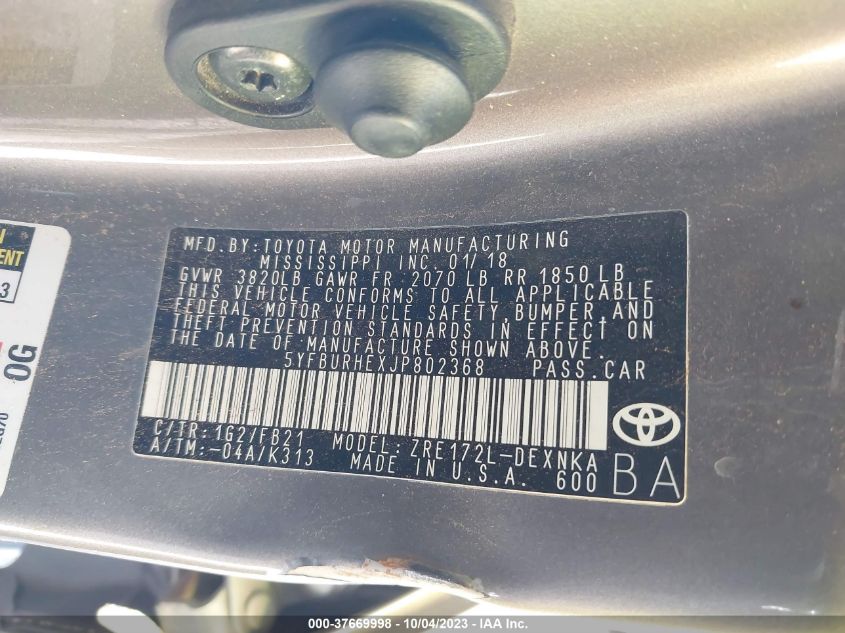 MFD. BY: TOYOTA MOTOR MANUFACTURING
MISSISSIPPI INC. 01/18
GVWR 3820LB GAWR FR 2070 LB RR 1850 LB
THIS VEHICLE CONFORMS TO ALL APPLICABLE
FEDERAL MOTOR VEHICLE SAFETY, BUMPER, AND
THEFT PREVENTION STANDARDS IN EFFECT ON
THE DATE OF MANUFACTURE SHOWN ABOVE.
5YFBURHEXJP802368 PASS. CAR
C/TR: 1G2/FB21 MODEL: ZRE172L-DEXNKA
A/TM: -04A/K313 MADE IN U.S.A. 600
BA
3
OG
000-37669998 - 10/04/2023 - IAA Inc.